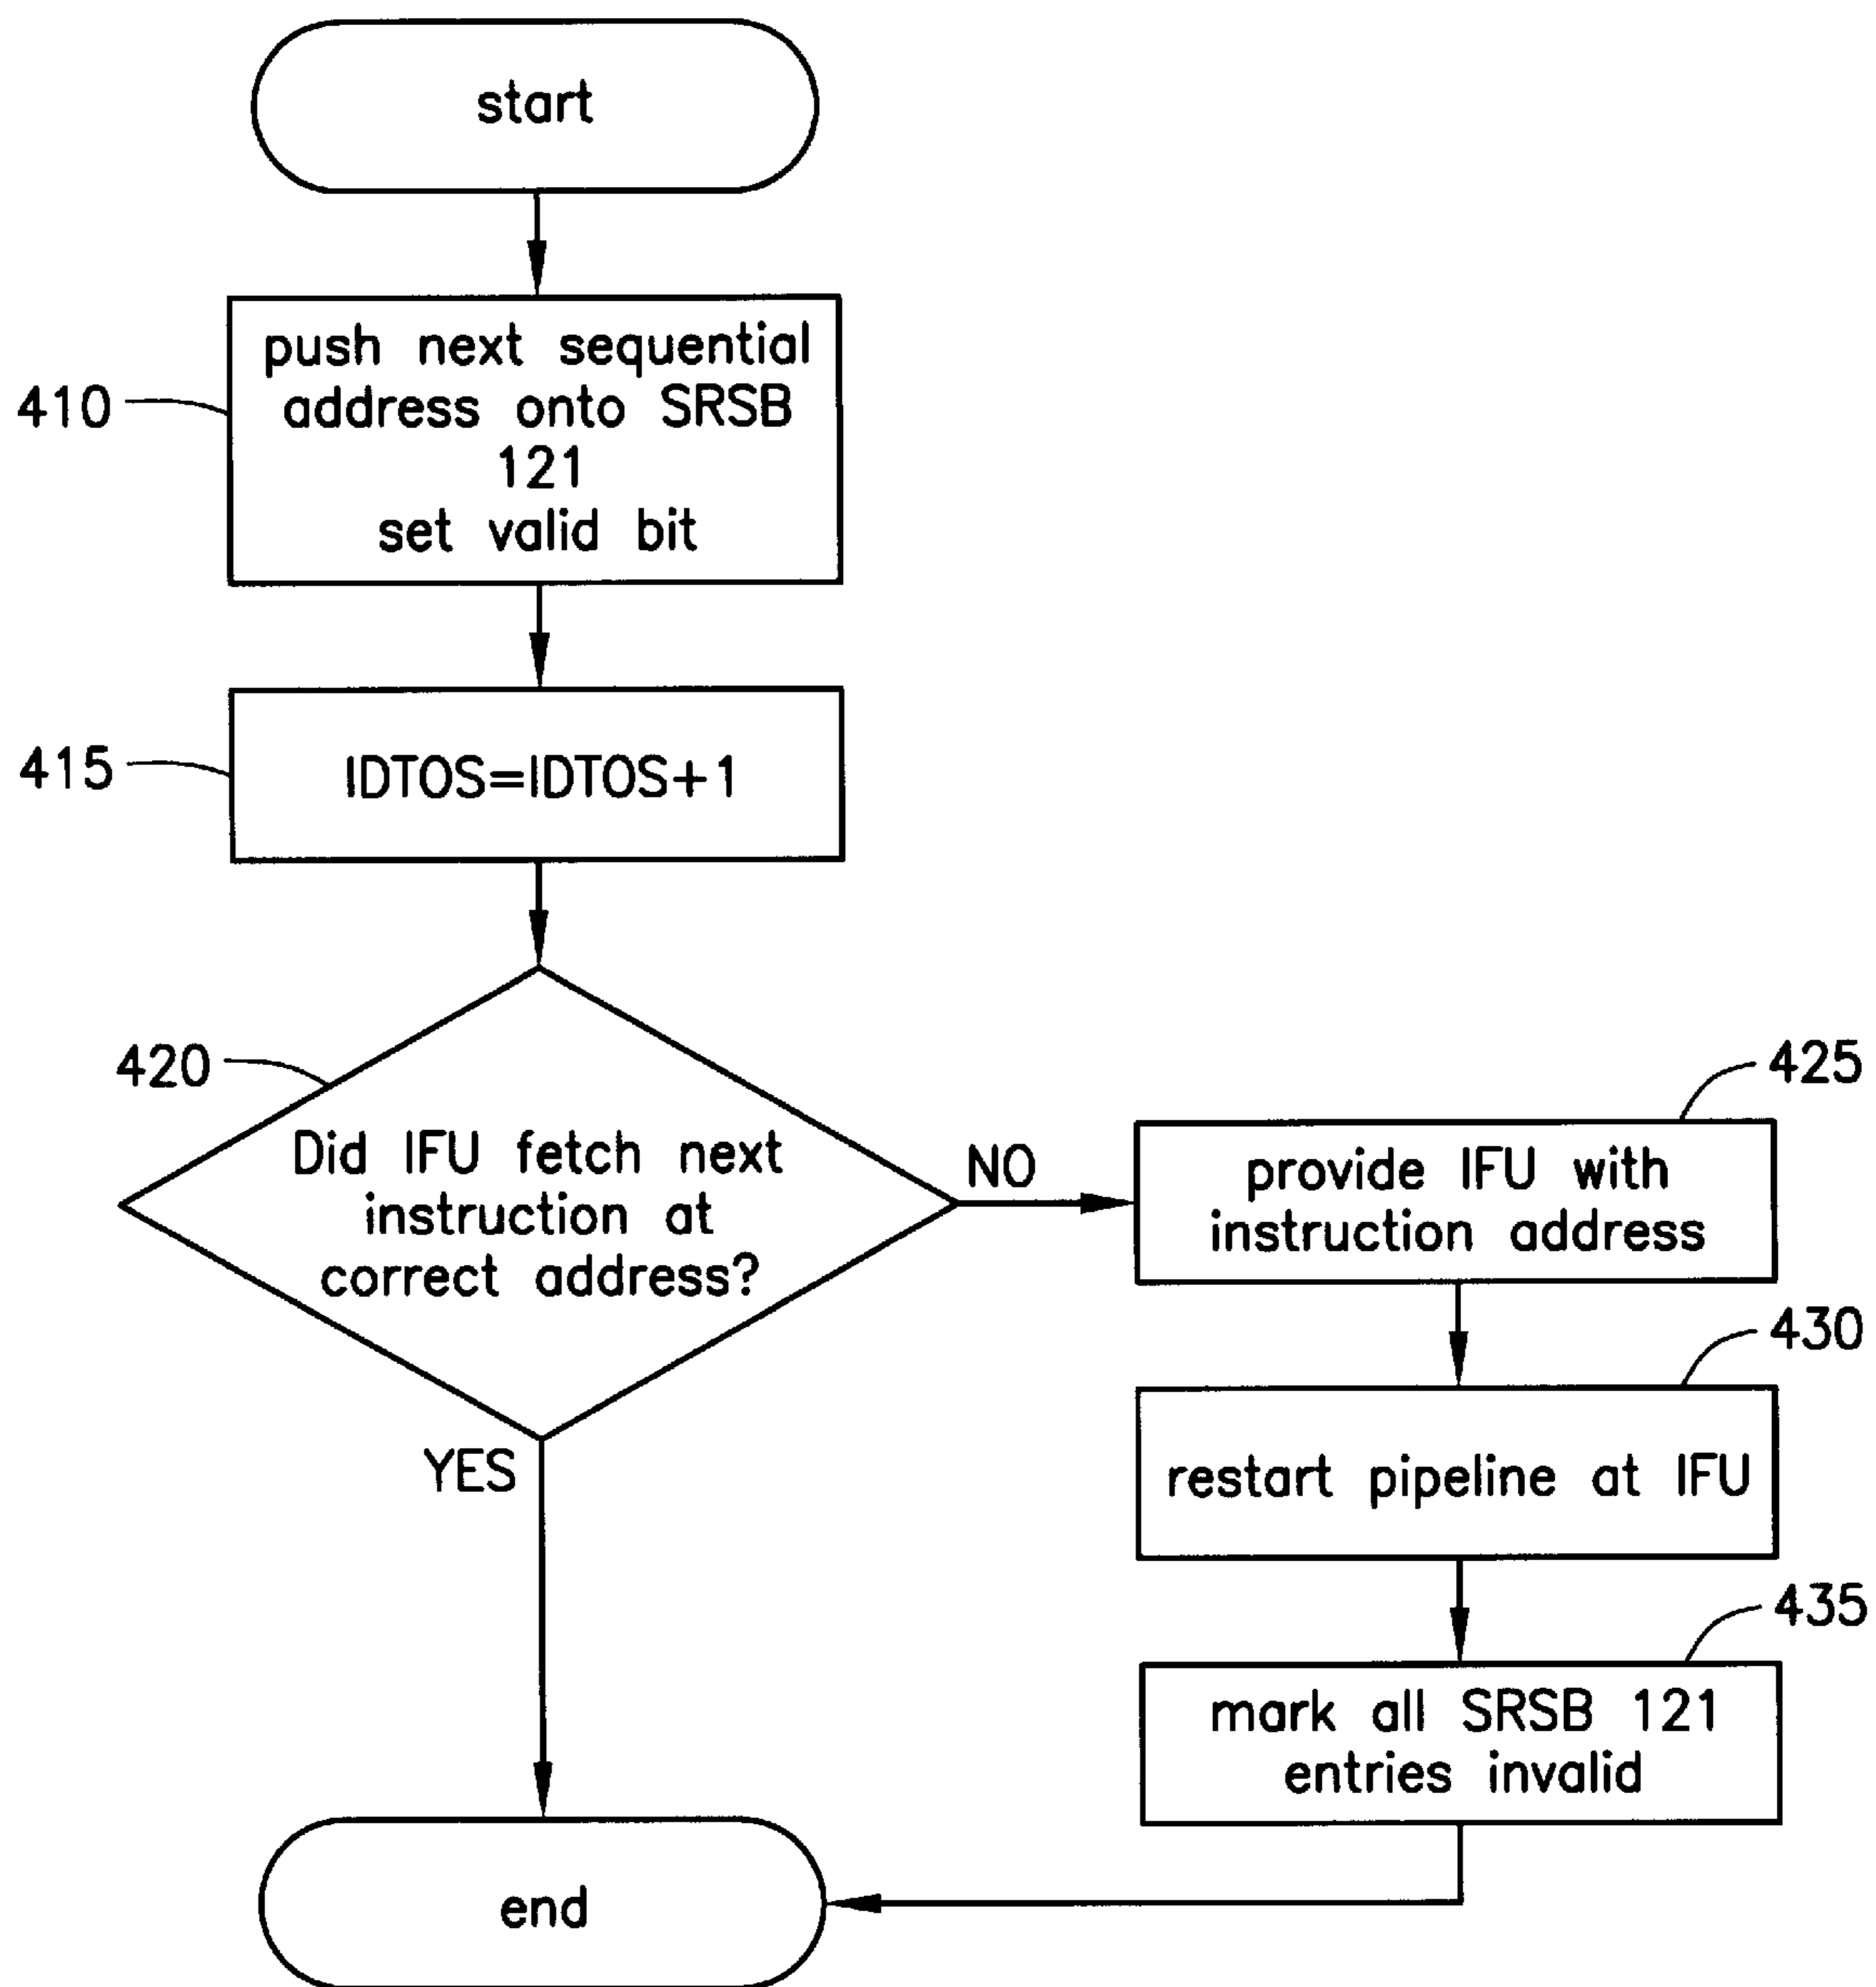 start
410
push next sequential
address onto SRSB
121
set valid bit
415
IDTOS=IDTOS+1
420
Did IFU fetch next
instruction at
correct address?
NO
YES
425
provide IFU with
instruction address
430
restart pipeline at IFU
435
mark all SRSB 121
entries invalid
end